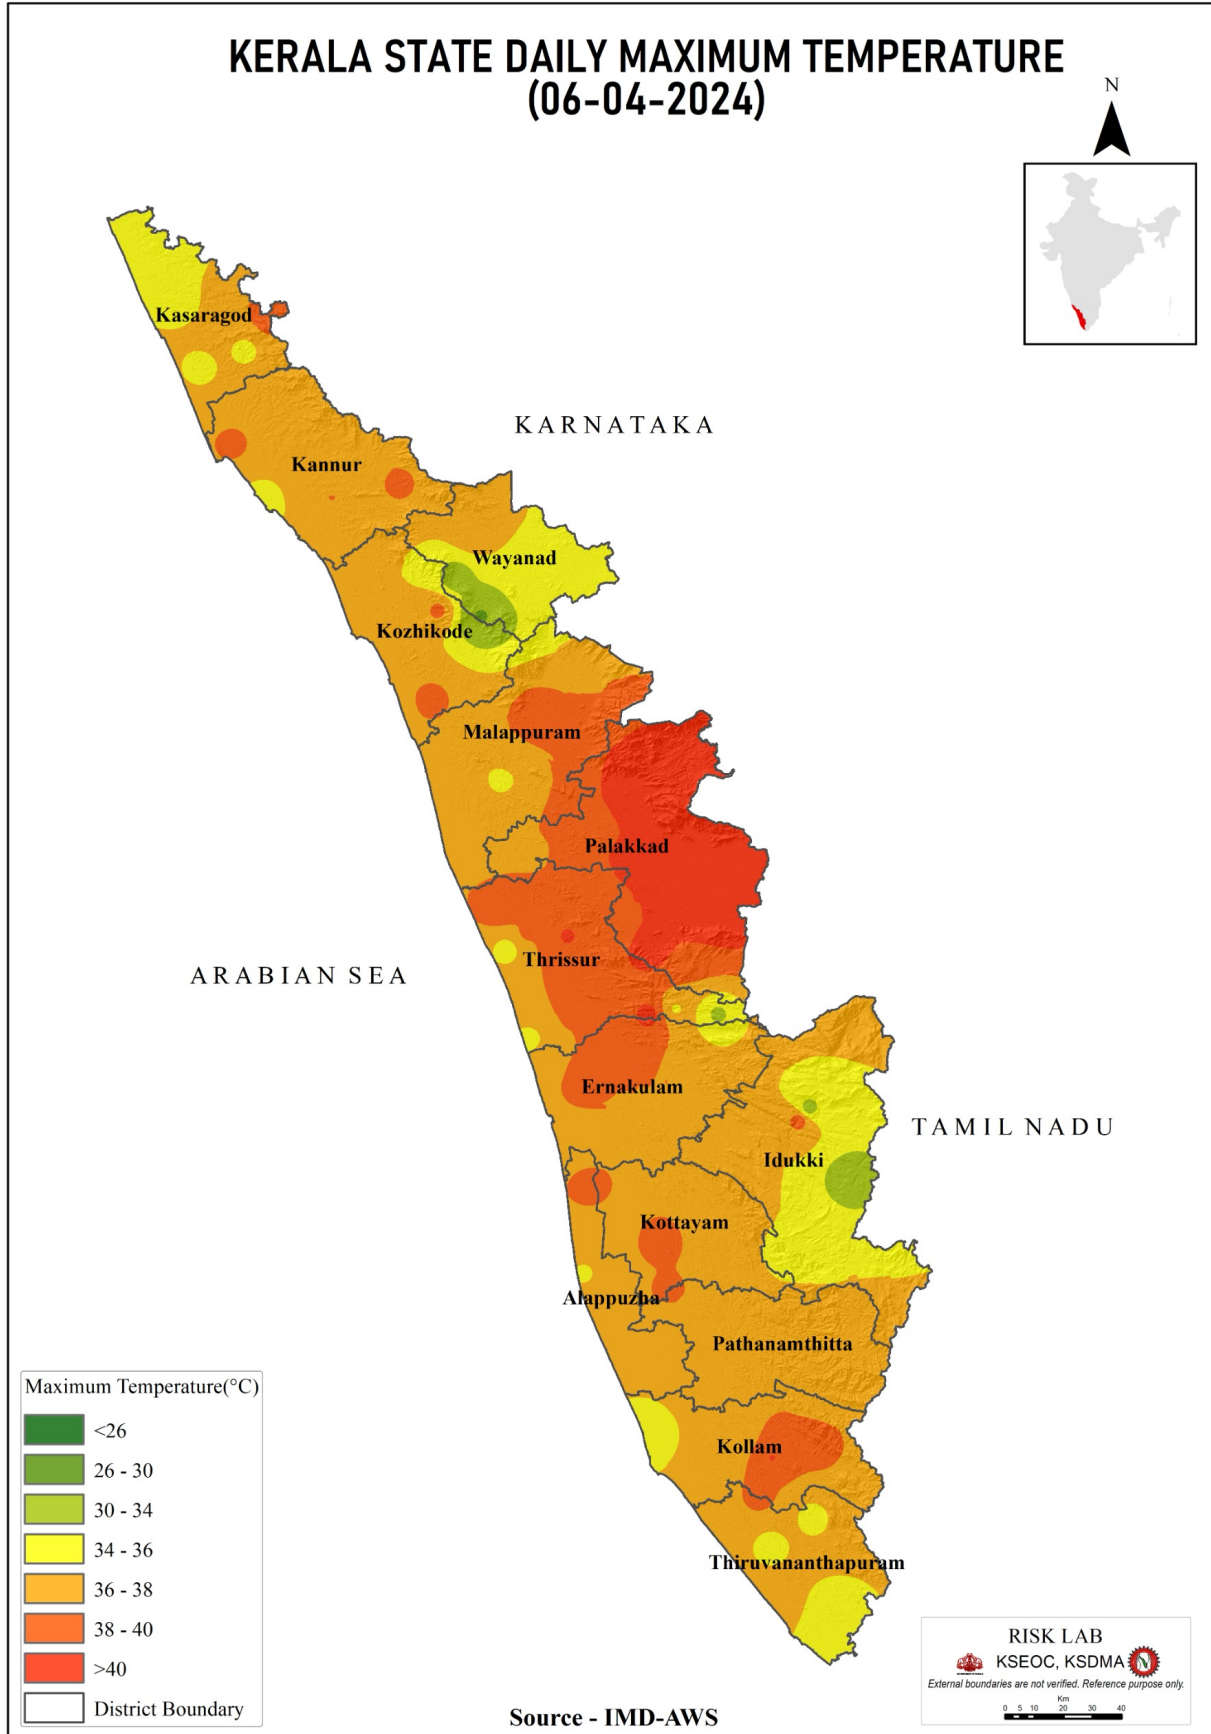 KERALA STATE DAILY MAXIMUM TEMPERATURE
(06-04-2024)
N
Kasaragod
KARNATAKA
Kannur
Wayanad
Kozhikode
Malappuram
Palakkad
Thrissur
ARABIAN SEA
Ernakulam
TAMIL NADU
Idukki
Kottayam
Alappuzha
Pathanamthitta
Kollam
Thiruvananthapuram
Maximum Temperature(°C)
<26
26 - 30
30 - 34
34 - 36
36 - 38
38 - 40
>40
District Boundary
RISK LAB
KSEOC, KSDMA
External boundaries are not verified. Reference purpose only.
Km
0 5 10 20 30 40
Source - IMD-AWS